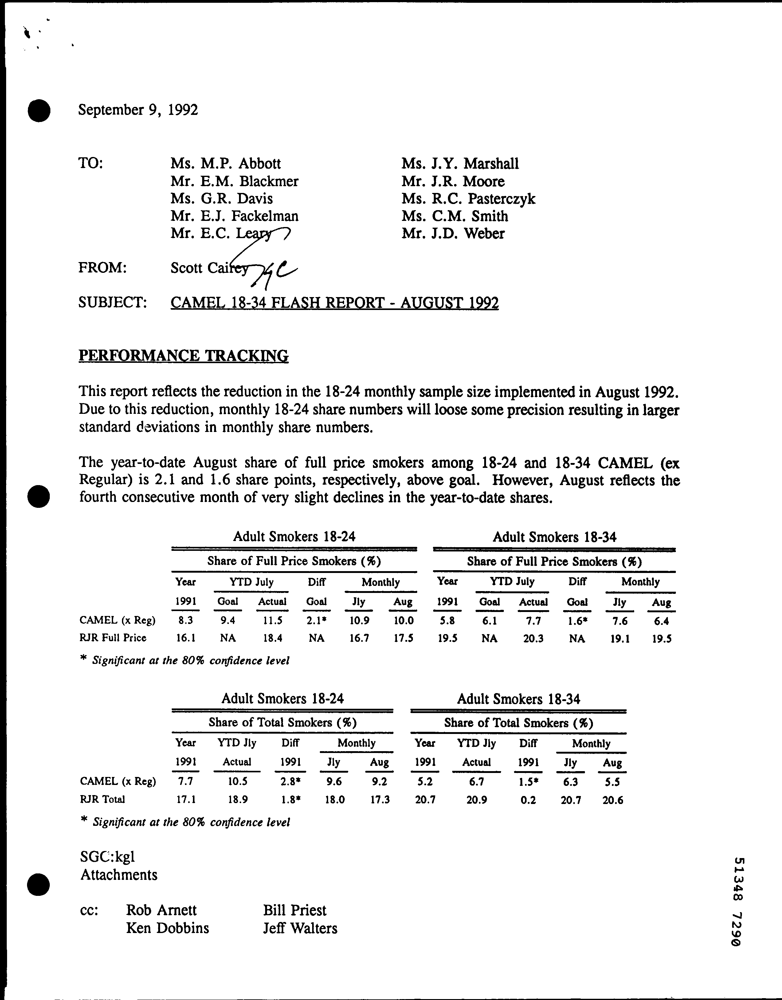 September 9, 1992
TO: Ms. M.P. Abbott Ms. J.Y. Marshall
Mr. E.M. Blackmer Mr. J.R. Moore
Ms. G.R. Davis Ms. R.C. Pasterczyk
Mr. E.J. Fackelman Ms. C.M. Smith
Mr. E.C. Leary Mr. J.D. Weber
FROM: Scott
SUBJECT: CAMEL 18-34 FLASH REPORT - AUGUST 1992
PERFORMANCE TRACKING
This report reflects the reduction in the 18-24 monthly sample size implemented in August 1992.
Due to this reduction, monthly 18-24 share numbers will loose some precision resulting in larger
standard deviations in monthly share numbers.
The year-to-date August share of full price smokers among 18-24 and 18-34 CAMEL (ex
Regular) is 2.1 and 1.6 share points, respectively, above goal. However, August reflects the
fourth consecutive month of very slight declines in the year-to-date shares.
Adult Smokers 18-24 Adult Smokers 18-34
Share of Full Price Smokers (%) Share of Full Price Smokers (%)
Year YTD July Diff Monthly Year YTD July Diff Monthly
1991 Goal Actual Goal Jly Aug 1991 Goal Actual Goal Jly Aug
CAMEL (x Reg) 8.3 9.4 11.5 2.1* 10.9 10.0 5.8 6.1 7.7 1.6* 7.6 6.4
RJR Full Price 16.1 NA 18.4 NA 16.7 17.5 19.5 NA 20.3 NA 19.1 19.5
* Significant at the 80% confidence level
Adult Smokers 18-24 Adult Smokers 18-34
Share of Total Smokers (%) Share of Total Smokers (%)
Year YTD Jly Diff Monthly Year YTD Jly Diff Monthly
1991 Actual 1991 Jly Aug 1991 Actual 1991 Jly Aug
CAMEL (x Reg) 7.7 10.5 2.8* 9.6 9.2 5.2 6.7 1.5* 6.3 5.5
RJR Total 17.1 18.9 1.8* 18.0 17.3 20.7 20.9 0.2 20.7 20.6
* Significant at the 80% confidence level
SGC:kgl
Attachments
cc: Rob Arnett Bill Priest
Ken Dobbins Jeff Walters
51348 7290